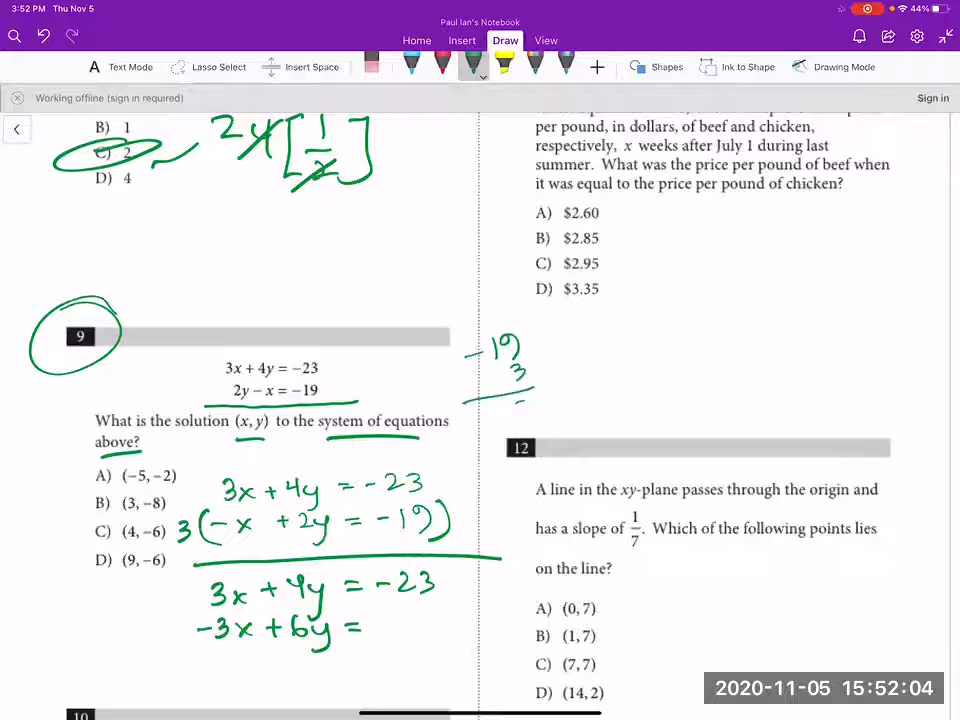 3:52 PM Thu Nov 5
44%
Paul Ian's Notebook
Home Insert Draw View
A Text Mode Lasso Select Insert Space + Shapes Ink to Shape Drawing Mode
Working offline (sign in required) Sign in
B) 1
C) 2
D) 4
2 4 [ 1/2 ]
9
3x + 4y = −23
2y − x = −19
What is the solution (x, y) to the system of equations
above?
A) (−5, −2)
B) (3, −8)
C) (4, −6)
D) (9, −6)
3x + 4y = -23
3(-x + 2y = -19)
3x + 4y = -23
-3x + 6y =
10
-19
3
per pound, in dollars, of beef and chicken,
respectively, x weeks after July 1 during last
summer. What was the price per pound of beef when
it was equal to the price per pound of chicken?
A) $2.60
B) $2.85
C) $2.95
D) $3.35
12
A line in the xy-plane passes through the origin and
has a slope of 1/7. Which of the following points lies
on the line?
A) (0, 7)
B) (1, 7)
C) (7, 7)
D) (14, 2)
2020-11-05 15:52:04